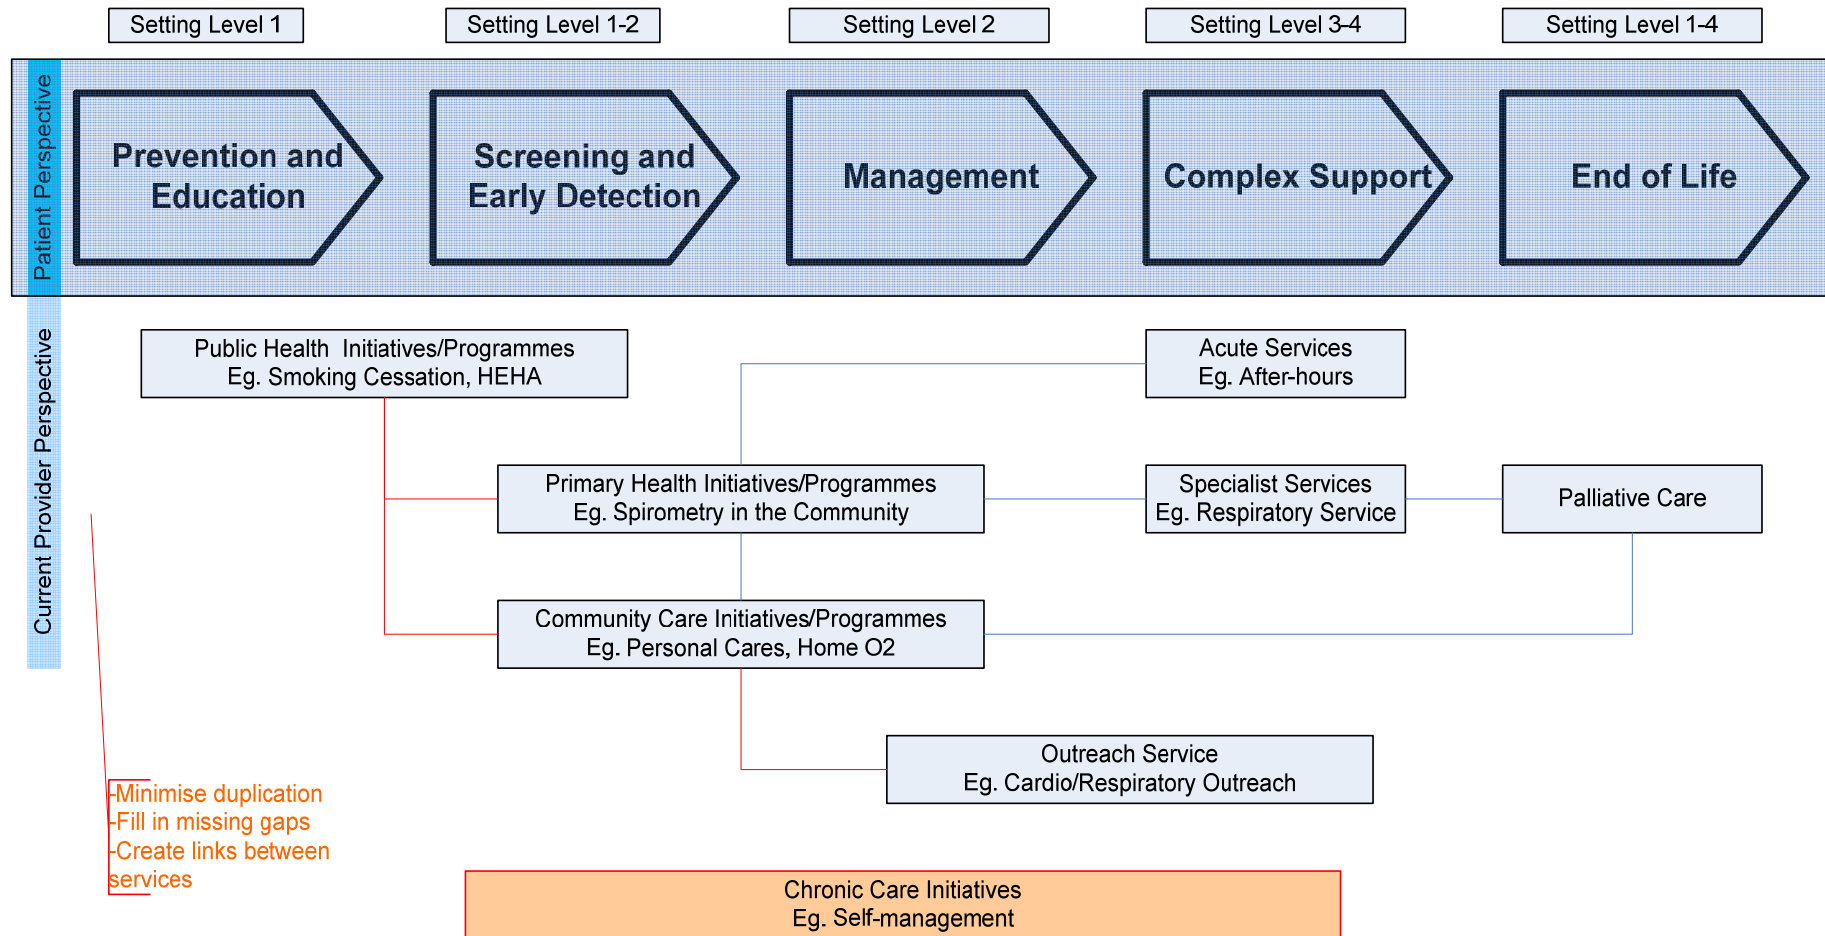 Setting Level 1
Setting Level 1-2
Setting Level 2
Setting Level 3-4
Setting Level 1-4
Patient Perspective
Prevention and
Education
Screening and
Early Detection
Management
Complex Support
End of Life
Current Provider Perspective
Public Health Initiatives/Programmes
Eg. Smoking Cessation, HEHA
Acute Services
Eg. After-hours
Primary Health Initiatives/Programmes
Eg. Spirometry in the Community
Specialist Services
Eg. Respiratory Service
Palliative Care
Community Care Initiatives/Programmes
Eg. Personal Cares, Home O2
Outreach Service
Eg. Cardio/Respiratory Outreach
-Minimise duplication
-Fill in missing gaps
-Create links between
services
Chronic Care Initiatives
Eg. Self-management